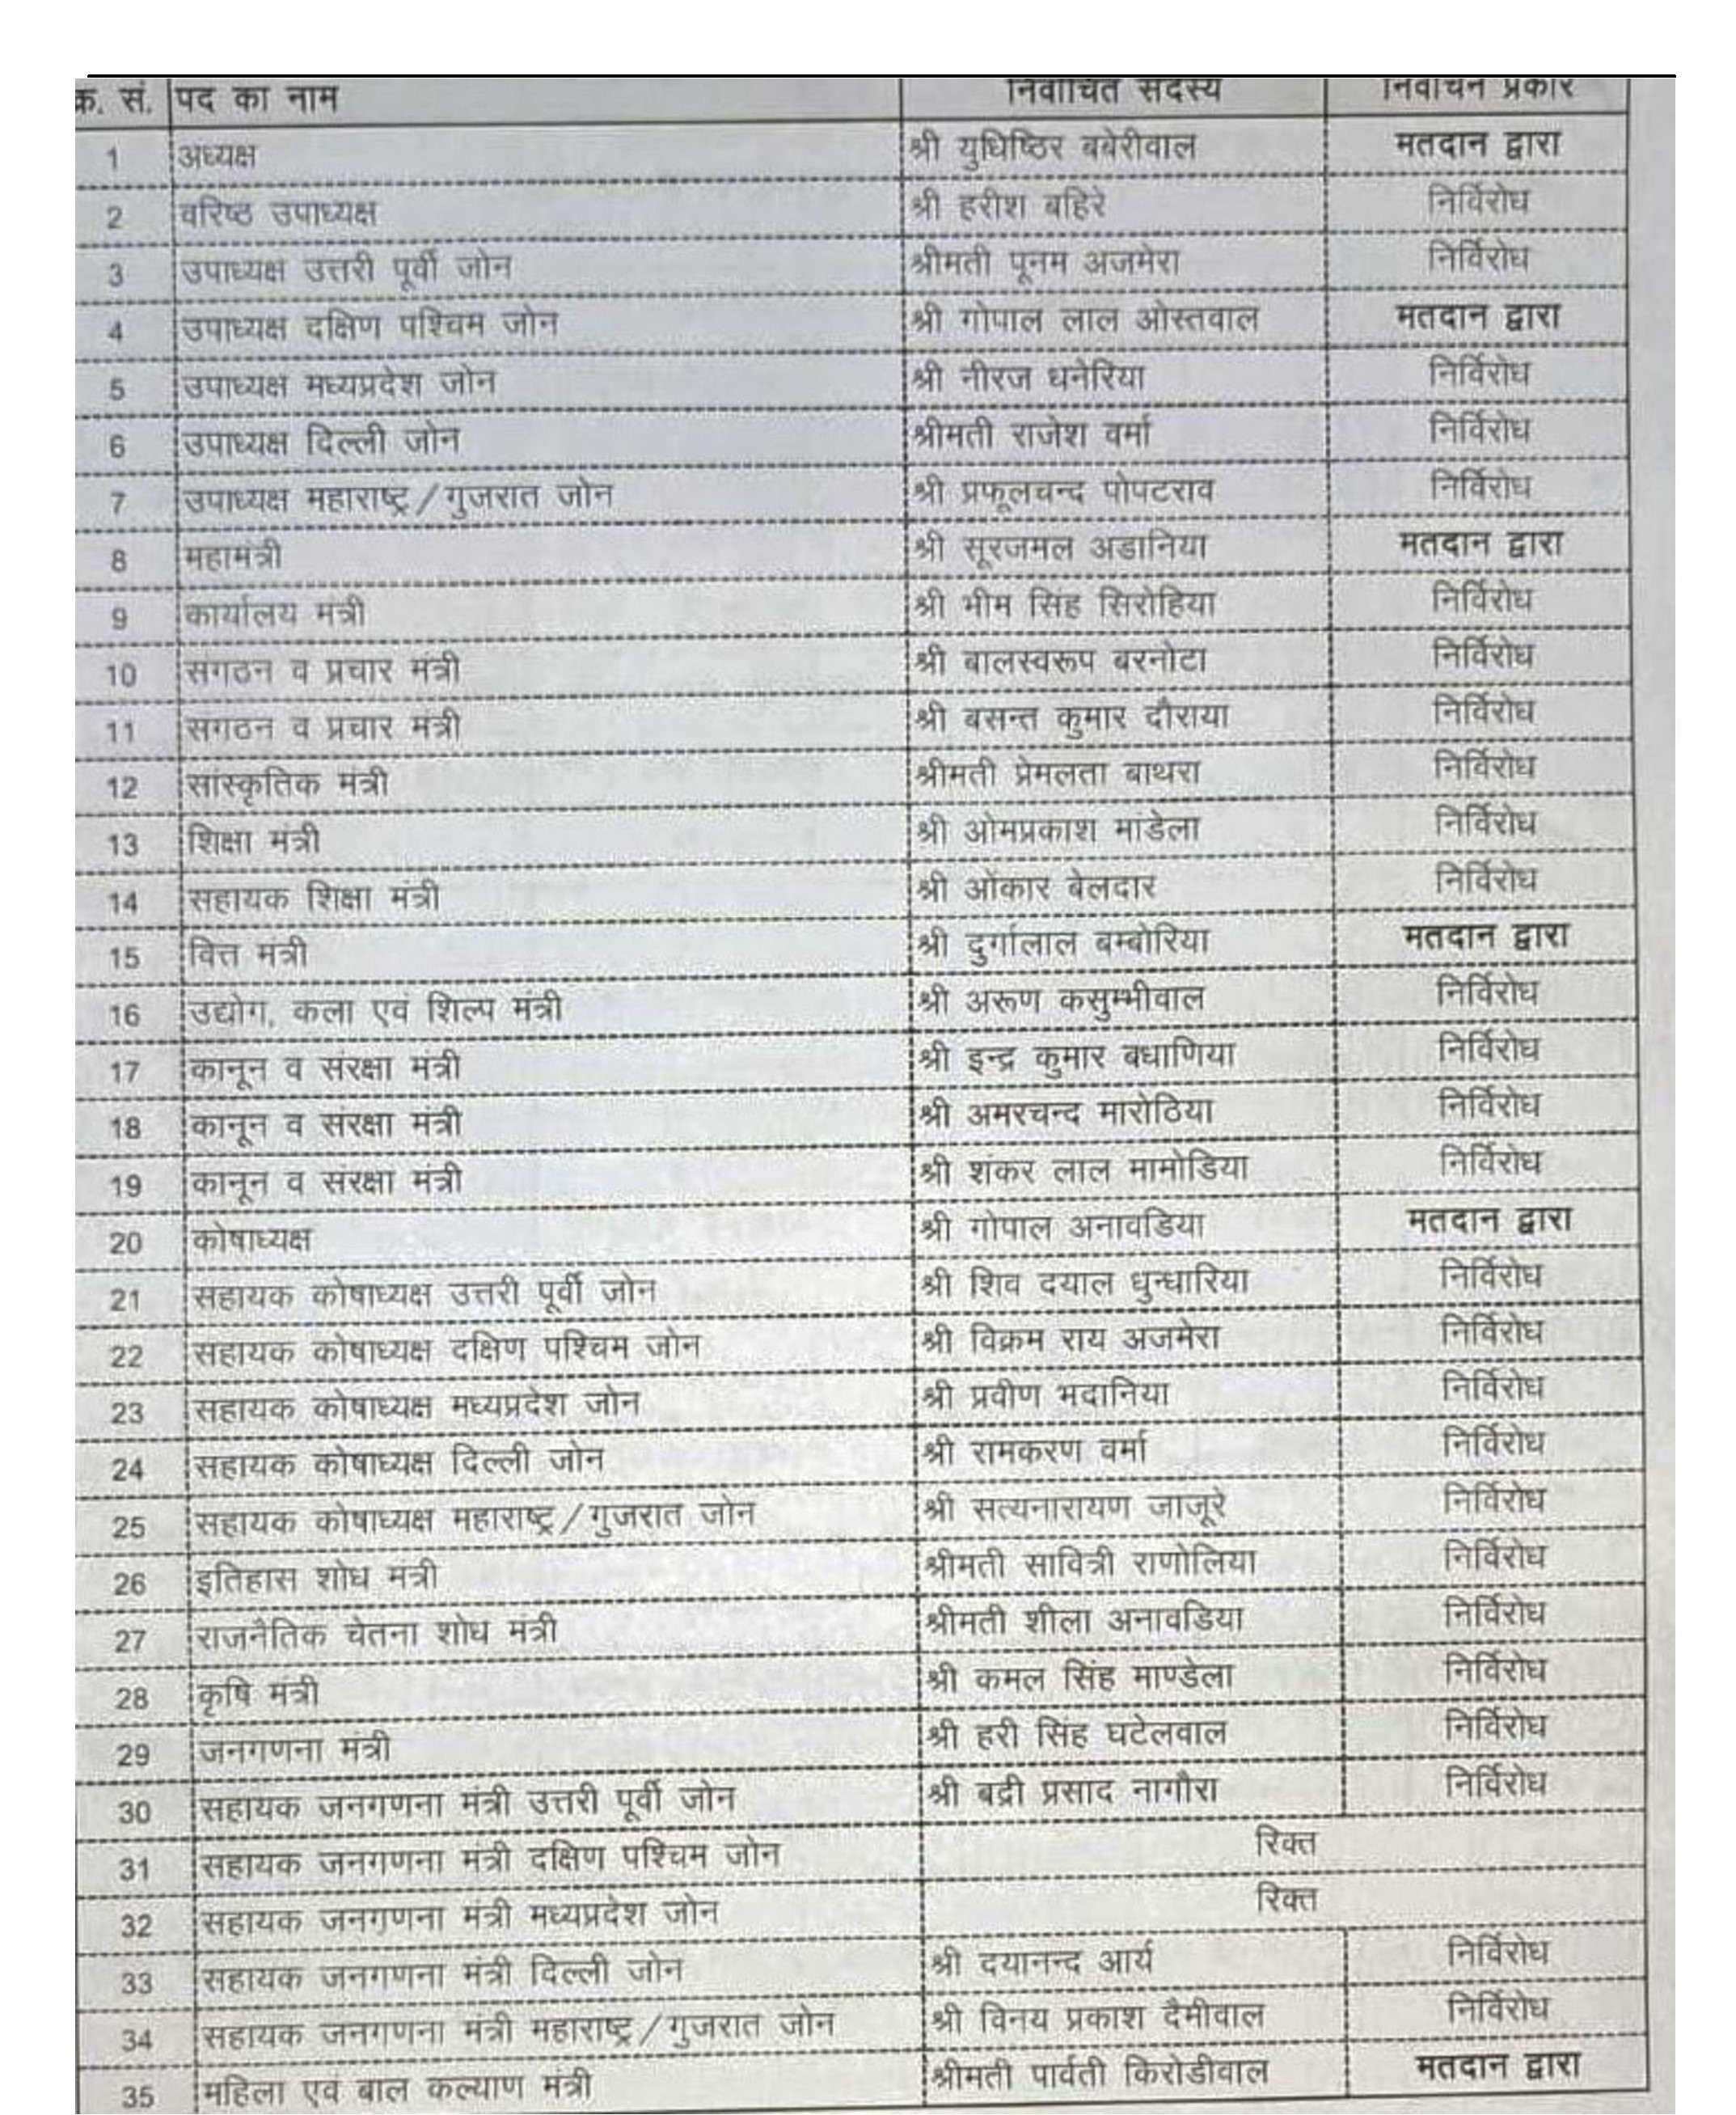 क. सं. पद का नाम निर्वाचित सदस्य निर्वाचन प्रकार
1 अध्यक्ष श्री युधिष्ठिर बबेरीवाल मतदान द्वारा
2 वरिष्ठ उपाध्यक्ष श्री हरीश बहिरे निर्विरोध
3 उपाध्यक्ष उत्तरी पूर्वी जोन श्रीमती पूनम अजमेरा निर्विरोध
4 उपाध्यक्ष दक्षिण पश्चिम जोन श्री गोपाल लाल ओस्तवाल मतदान द्वारा
5 उपाध्यक्ष मध्यप्रदेश जोन श्री नीरज धनेरिया निर्विरोध
6 उपाध्यक्ष दिल्ली जोन श्रीमती राजेश वर्मा निर्विरोध
7 उपाध्यक्ष महाराष्ट्र/गुजरात जोन श्री प्रफूलचन्द पोपटराव निर्विरोध
8 महामंत्री श्री सूरजमल अडानिया मतदान द्वारा
9 कार्यालय मंत्री श्री भीम सिंह सिरोहिया निर्विरोध
10 सगठन व प्रचार मंत्री श्री बालस्वरूप बरनोटा निर्विरोध
11 सगठन व प्रचार मंत्री श्री बसन्त कुमार दौराया निर्विरोध
12 सांस्कृतिक मंत्री श्रीमती प्रेमलता बाथरा निर्विरोध
13 शिक्षा मंत्री श्री ओमप्रकाश मांडेला निर्विरोध
14 सहायक शिक्षा मंत्री श्री ओंकार बेलदार निर्विरोध
15 वित्त मंत्री श्री दुर्गालाल बम्बोरिया मतदान द्वारा
16 उद्योग, कला एवं शिल्प मंत्री श्री अरूण कसुम्भीवाल निर्विरोध
17 कानून व संरक्षा मंत्री श्री इन्द्र कुमार बधाणिया निर्विरोध
18 कानून व संरक्षा मंत्री श्री अमरचन्द मारोठिया निर्विरोध
19 कानून व संरक्षा मंत्री श्री शंकर लाल मामोडिया निर्विरोध
20 कोषाध्यक्ष श्री गोपाल अनावडिया मतदान द्वारा
21 सहायक कोषाध्यक्ष उत्तरी पूर्वी जोन श्री शिव दयाल धुन्धारिया निर्विरोध
22 सहायक कोषाध्यक्ष दक्षिण पश्चिम जोन श्री विक्रम राय अजमेरा निर्विरोध
23 सहायक कोषाध्यक्ष मध्यप्रदेश जोन श्री प्रवीण भदानिया निर्विरोध
24 सहायक कोषाध्यक्ष दिल्ली जोन श्री रामकरण वर्मा निर्विरोध
25 सहायक कोषाध्यक्ष महाराष्ट्र/गुजरात जोन श्री सत्यनारायण जाजूरे निर्विरोध
26 इतिहास शोध मंत्री श्रीमती सावित्री राणोलिया निर्विरोध
27 राजनैतिक चेतना शोध मंत्री श्रीमती शीला अनावडिया निर्विरोध
28 कृषि मंत्री श्री कमल सिंह माण्डेला निर्विरोध
29 जनगणना मंत्री श्री हरी सिंह घटेलवाल निर्विरोध
30 सहायक जनगणना मंत्री उत्तरी पूर्वी जोन श्री बद्री प्रसाद नागौरा निर्विरोध
31 सहायक जनगणना मंत्री दक्षिण पश्चिम जोन रिक्त
32 सहायक जनगणना मंत्री मध्यप्रदेश जोन रिक्त
33 सहायक जनगणना मंत्री दिल्ली जोन श्री दयानन्द आर्य निर्विरोध
34 सहायक जनगणना मंत्री महाराष्ट्र/गुजरात जोन श्री विनय प्रकाश दैमीवाल निर्विरोध
35 महिला एवं बाल कल्याण मंत्री श्रीमती पार्वती किरोडीवाल मतदान द्वारा